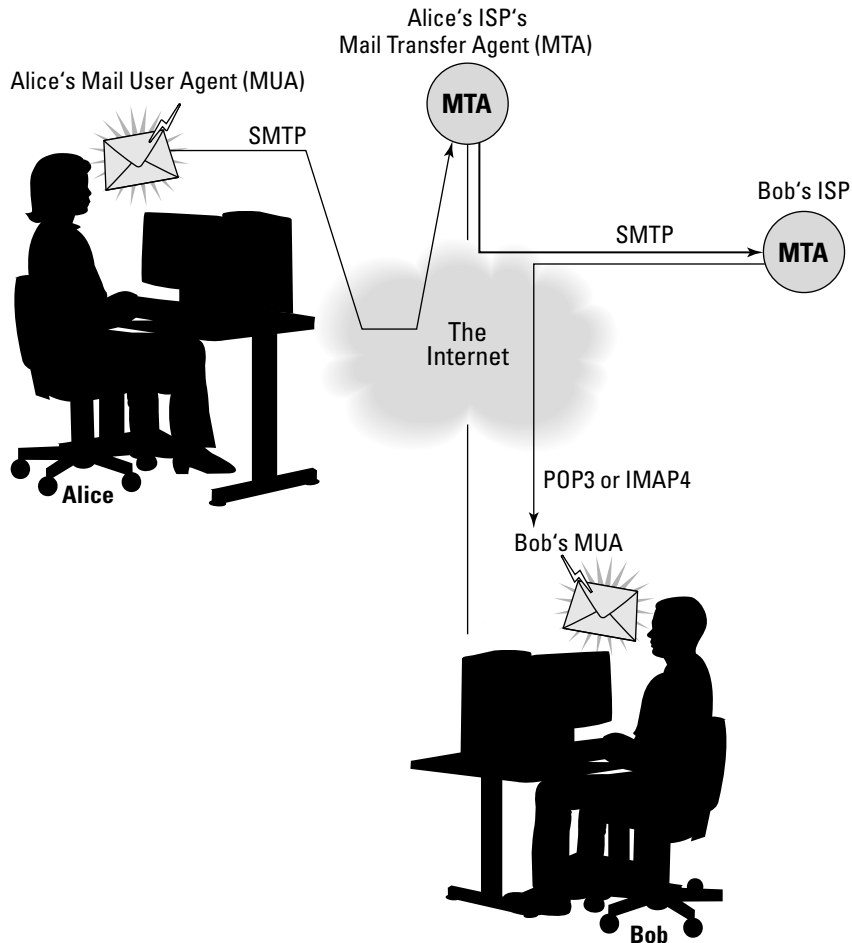 Alice‘s ISP‘s
Mail Transfer Agent (MTA)
Alice‘s Mail User Agent (MUA)
MTA
SMTP
Bob‘s ISP
SMTP
MTA
The
Internet
POP3 or IMAP4
Alice
Bob‘s MUA
Bob